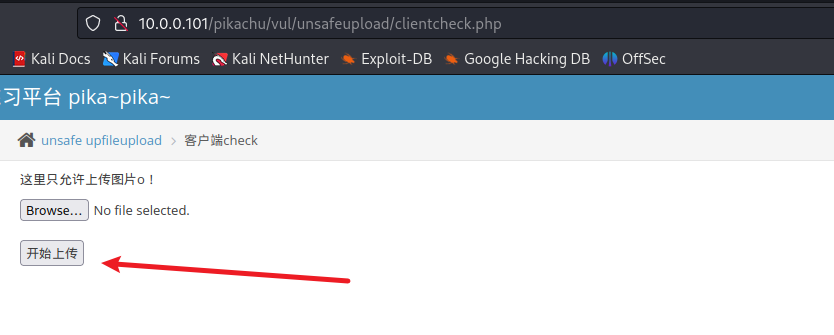 10.0.0.101/pikachu/vul/unsafeupload/clientcheck.php
Kali Docs Kali Forums Kali NetHunter Exploit-DB Google Hacking DB OffSec
习平台 pika~pika~
unsafe upfileupload > 客户端check
这里只允许上传图片o！
Browse... No file selected.
开始上传